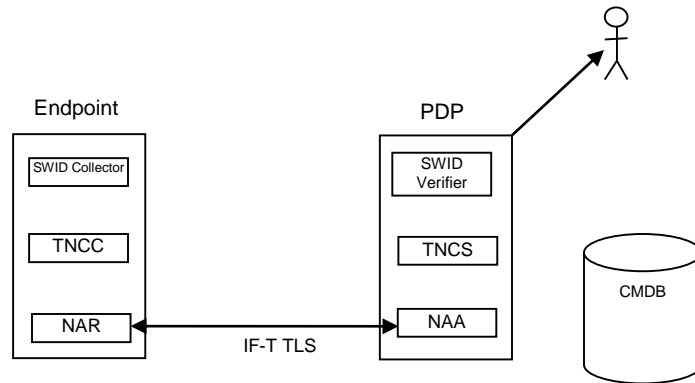 Endpoint
PDP
SWID Collector
SWID
Verifier
TNCC
TNCS
CMDB
NAR
NAA
IF-T TLS